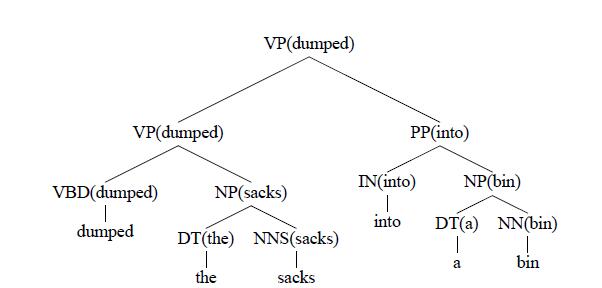 VP(dumped)
VP(dumped) PP(into)
VBD(dumped) NP(sacks) IN(into) NP(bin)
dumped DT(the) NNS(sacks) into DT(a) NN(bin)
the sacks a bin